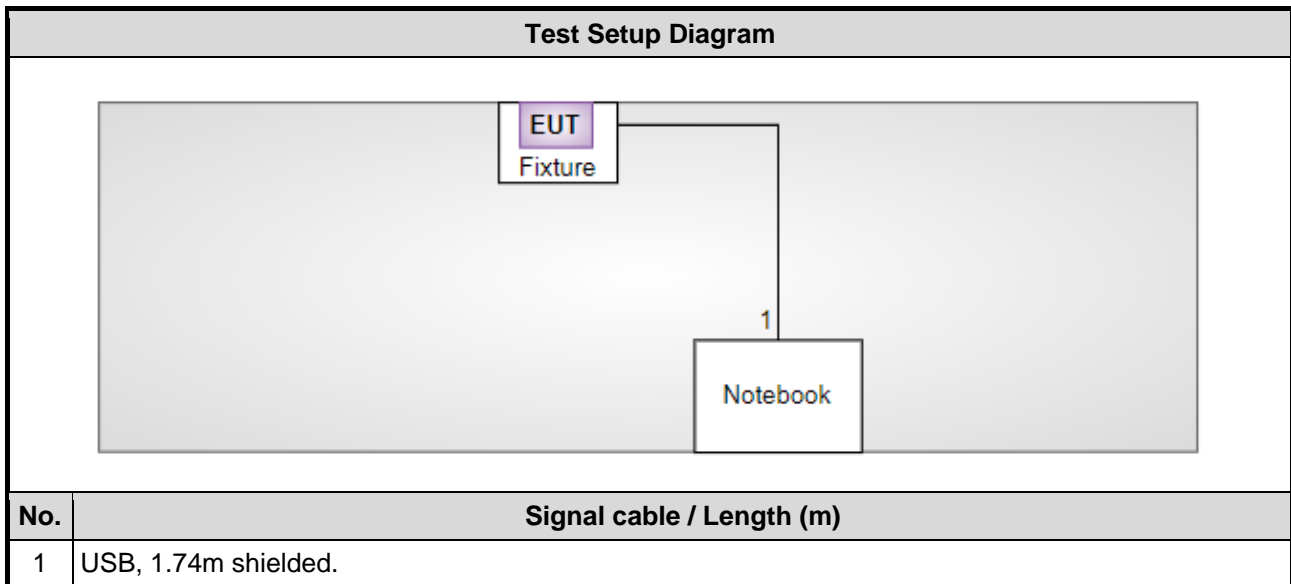 Test Setup Diagram
EUT
Fixture
1
Notebook
No. Signal cable / Length (m)
1 USB, 1.74m shielded.